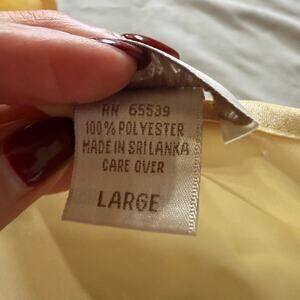 RN 65539
100% POLYESTER
MADE IN SRI LANKA
CARE OVER
LARGE